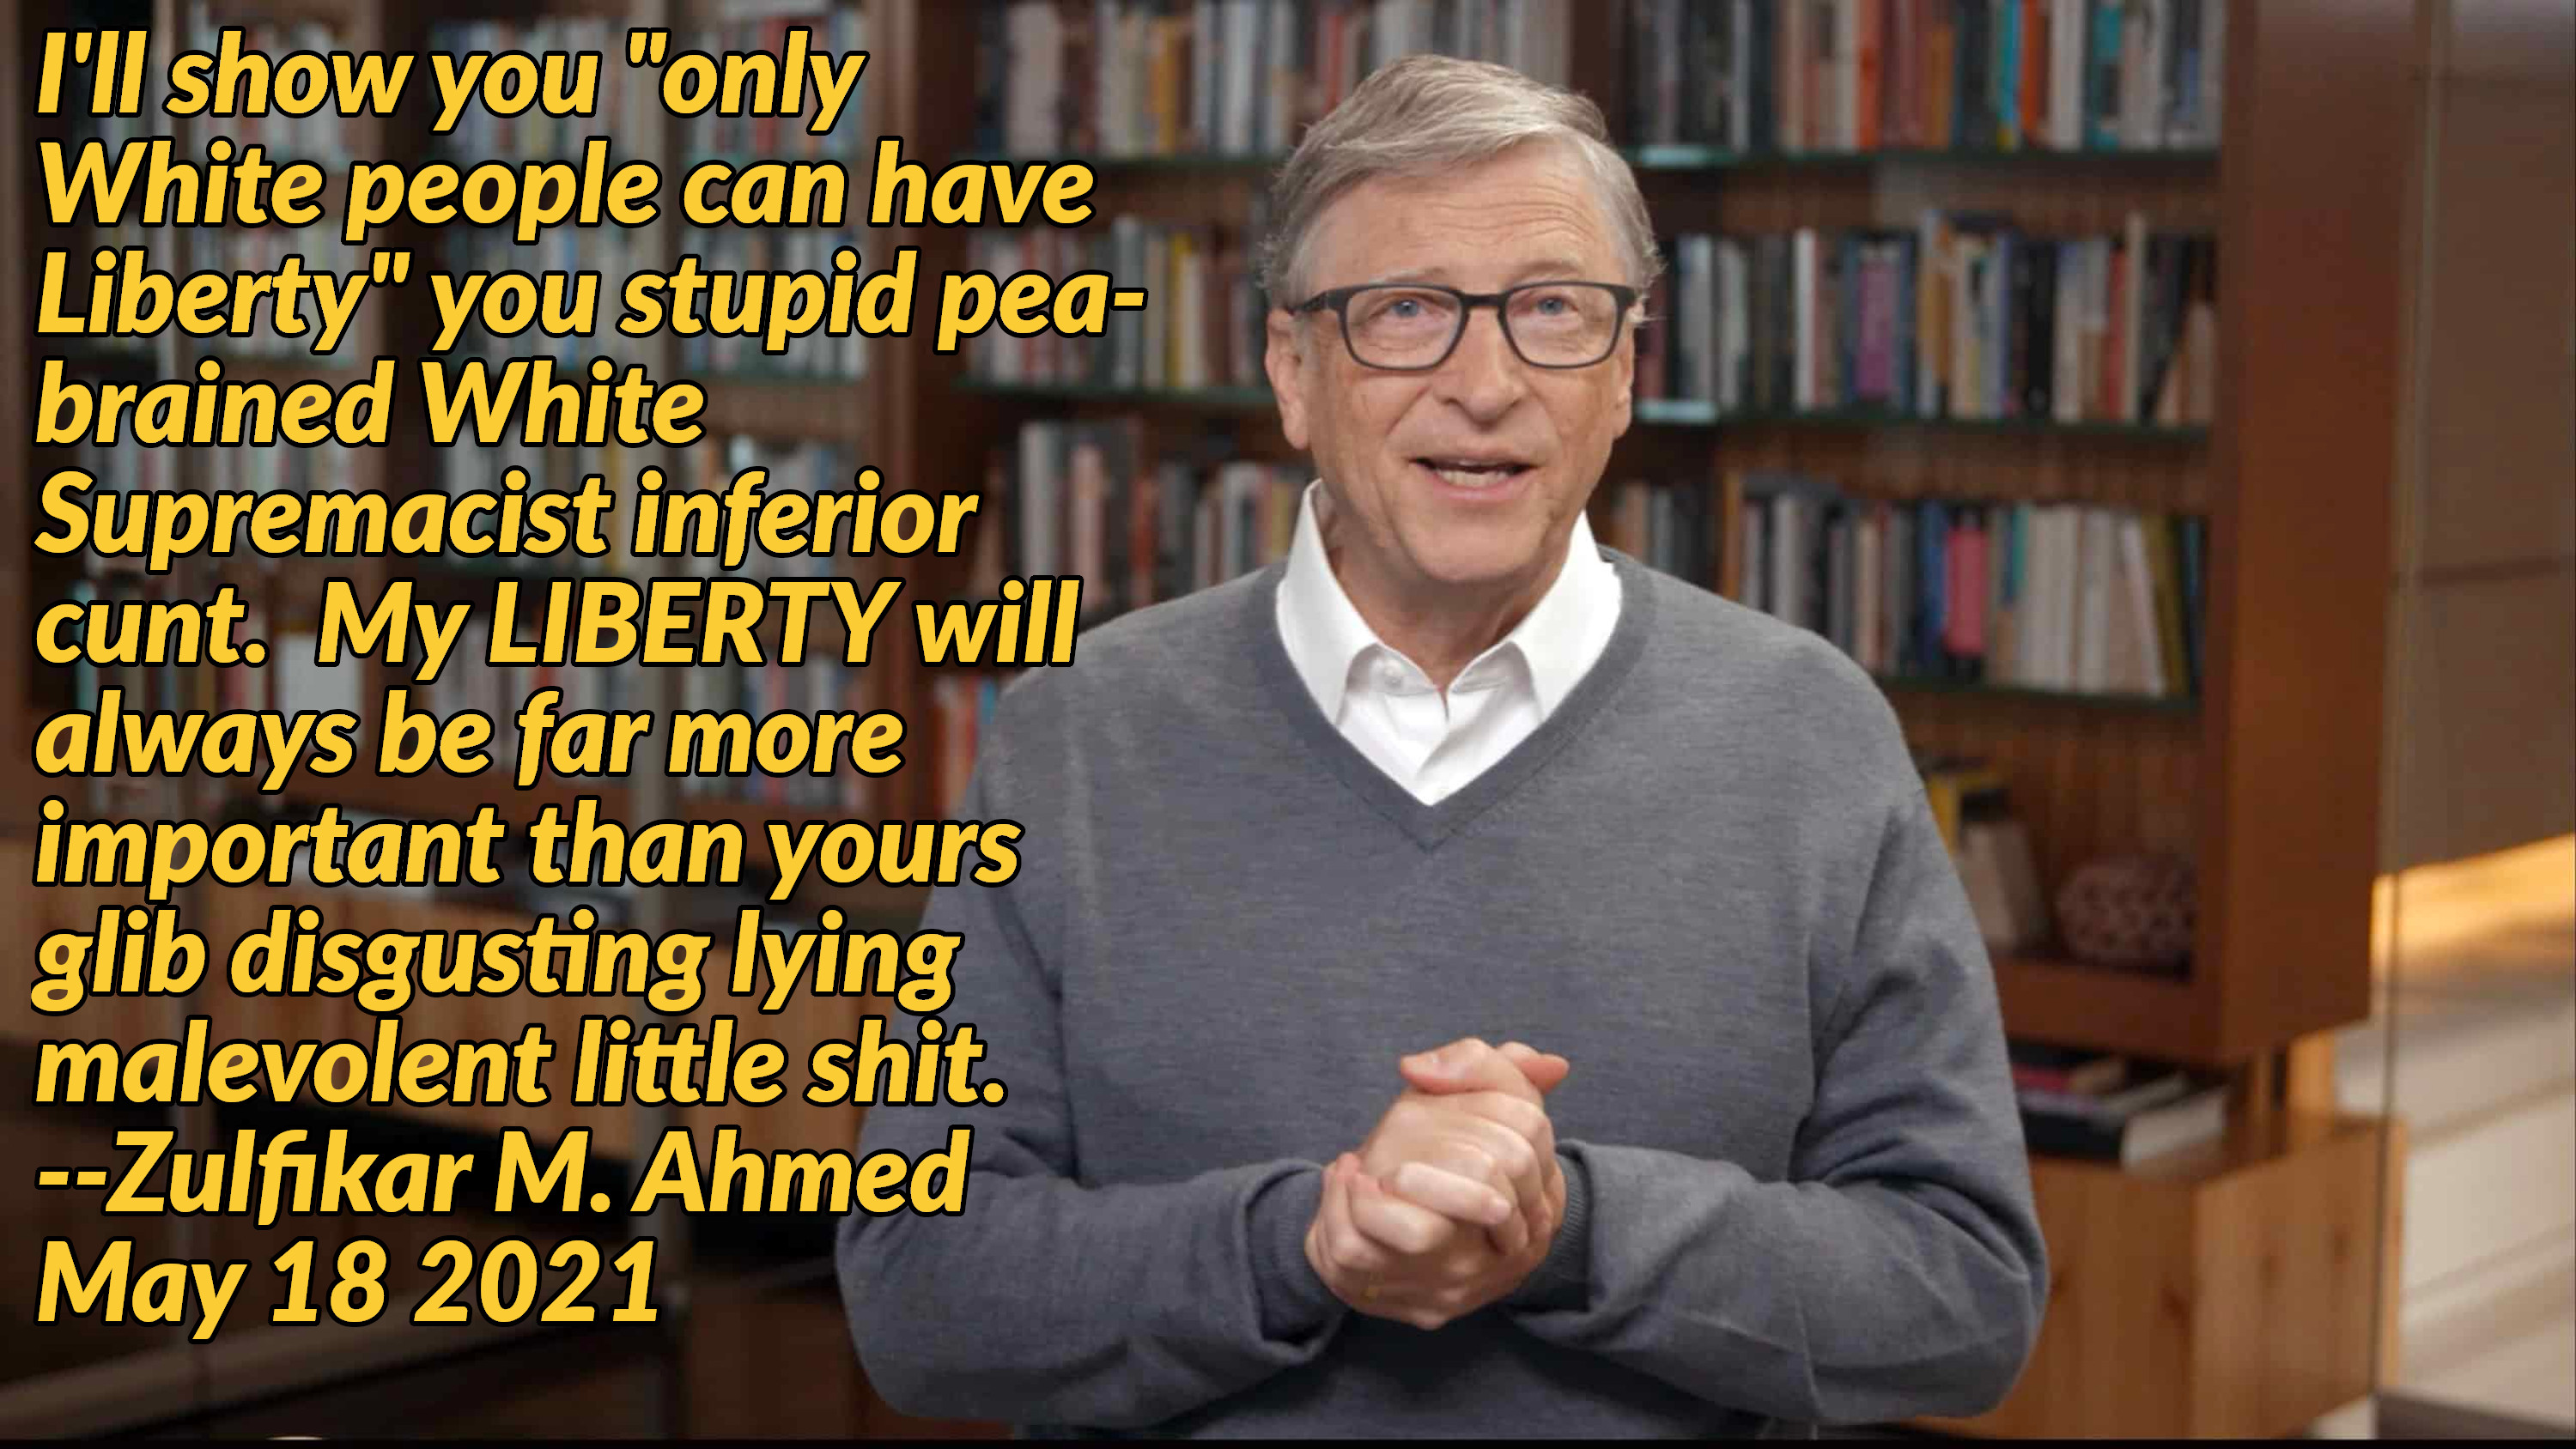 I'll show you "only
White people can have
Liberty" you stupid pea-
brained White
Supremacist inferior
cunt.  My LIBERTY will
always be far more
important than yours
glib disgusting lying
malevolent little shit.
--Zulfikar M. Ahmed
May 18 2021